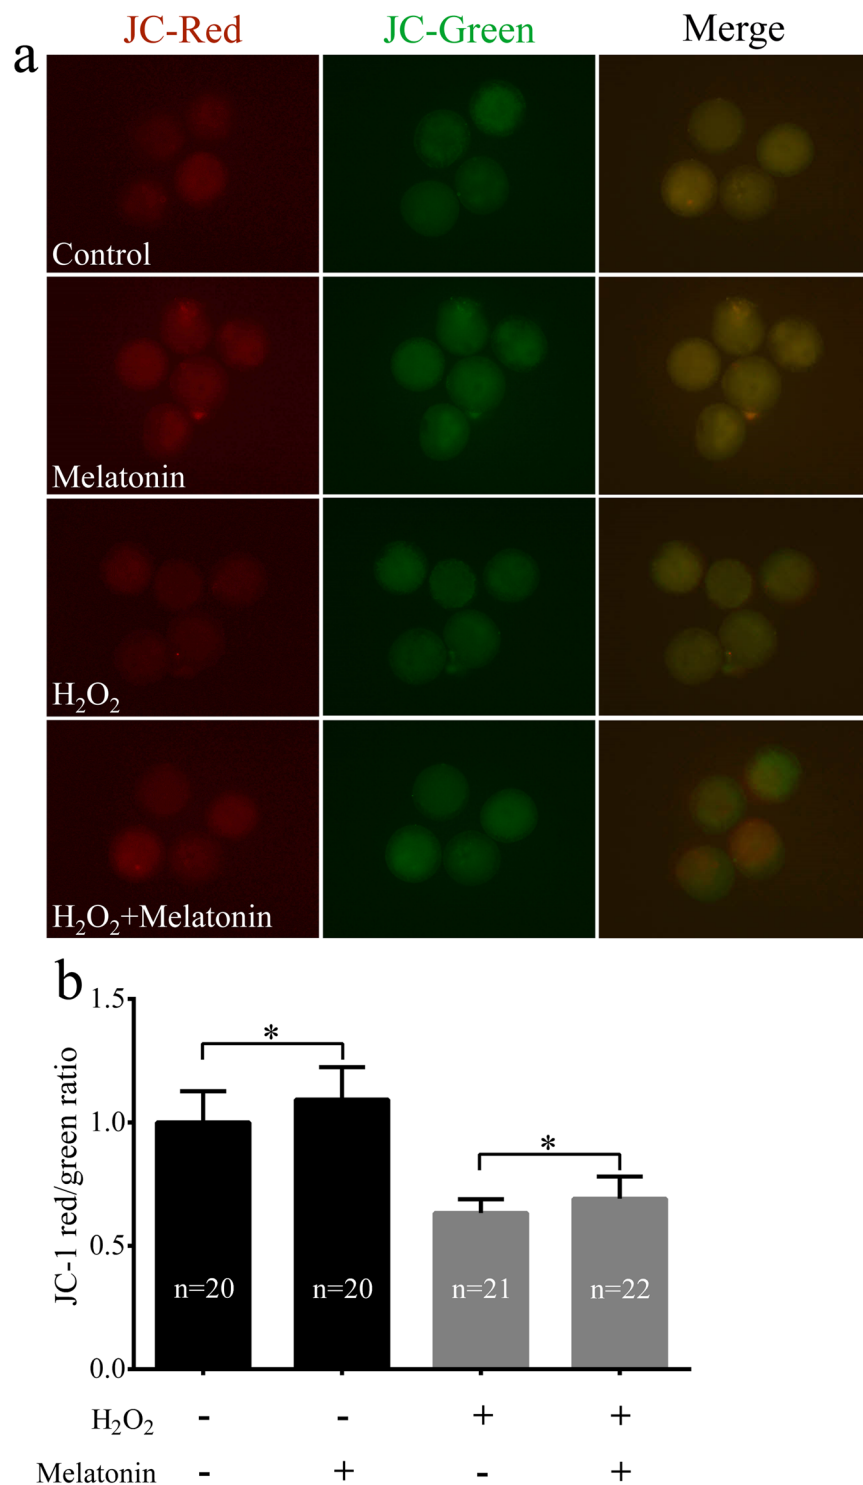 JC-Red JC-Green Merge
a
Control
Melatonin
H₂O₂
H₂O₂+Melatonin
b
1.5
1.0
0.5
0.0
JC-1 red/green ratio
* *
n=20 n=20 n=21 n=22
H₂O₂ - - + +
Melatonin - + - +